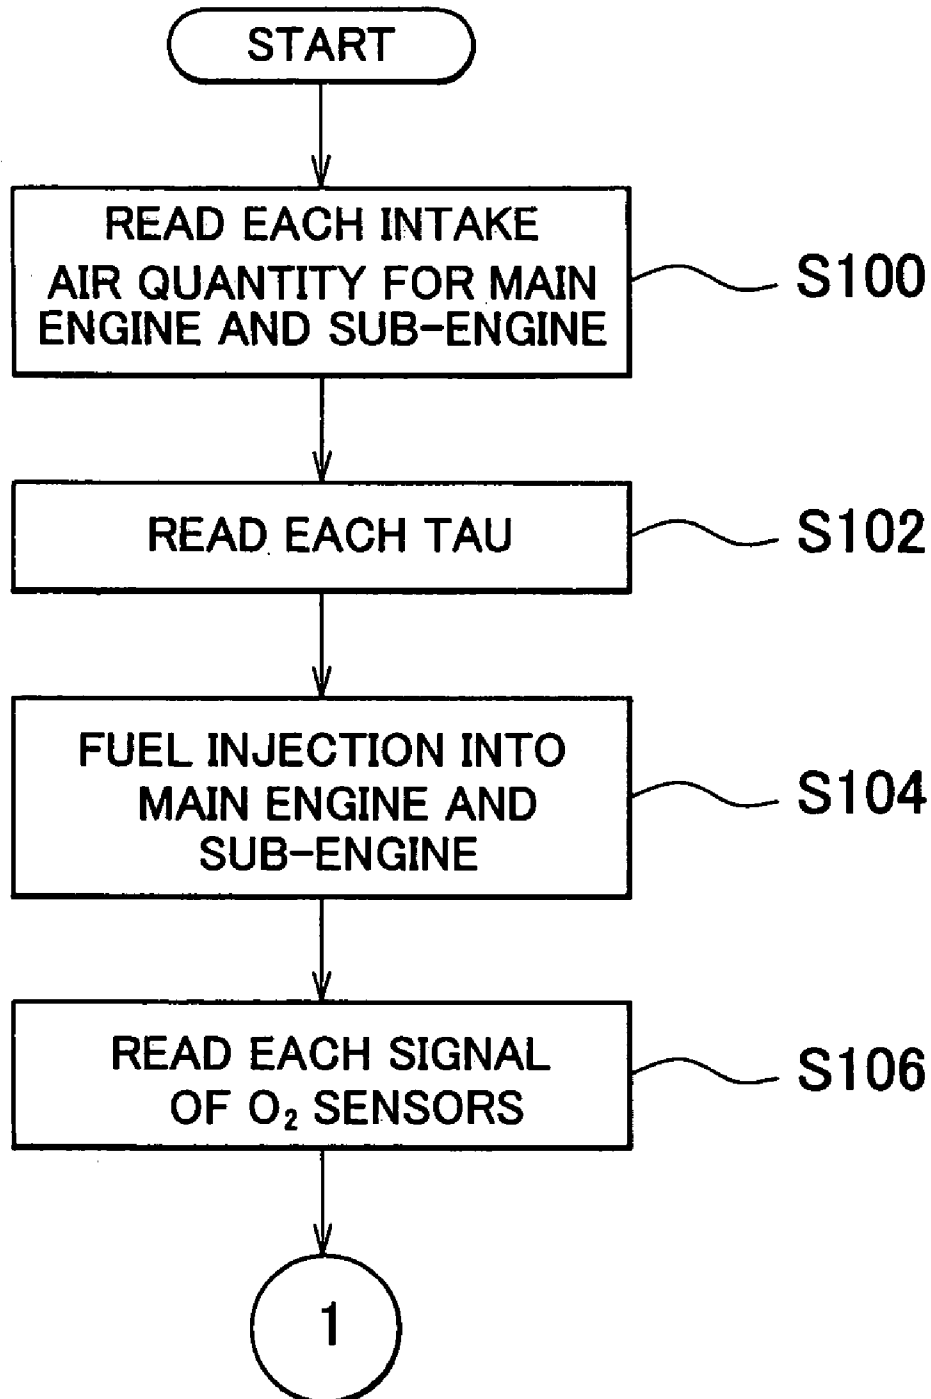 START
READ EACH INTAKE
AIR QUANTITY FOR MAIN
ENGINE AND SUB-ENGINE
S100
READ EACH TAU
S102
FUEL INJECTION INTO
MAIN ENGINE AND
SUB-ENGINE
S104
READ EACH SIGNAL
OF O₂ SENSORS
S106
1